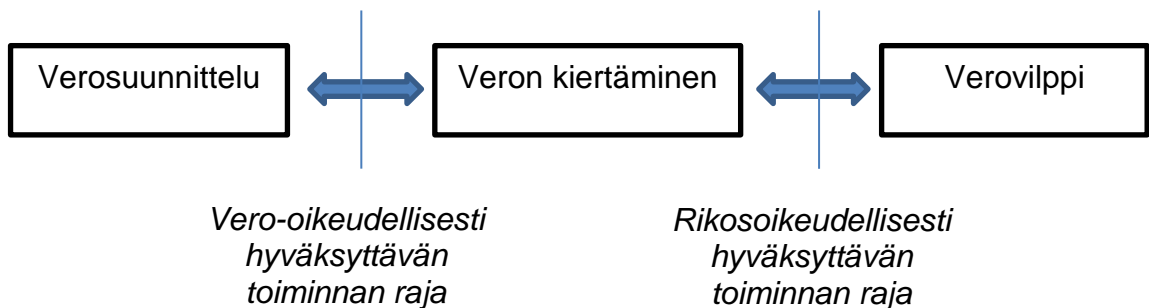 Verosuunnittelu
Veron kiertäminen
Verovilppi
Vero-oikeudellisesti
hyväksyttävän
toiminnan raja
Rikosoikeudellisesti
hyväksyttävän
toiminnan raja